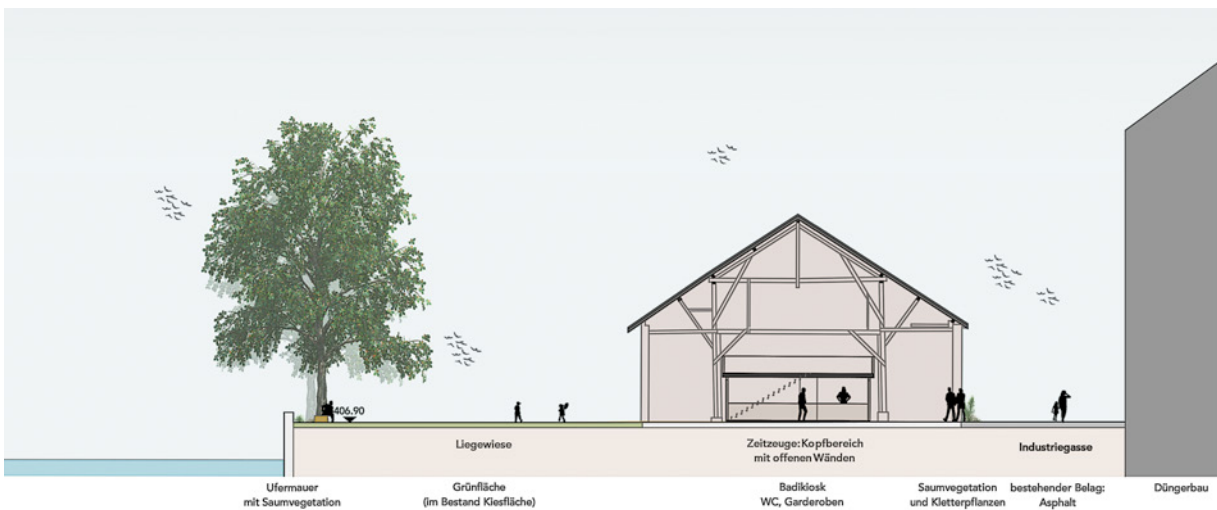 406.90
Liegewiese
Zeitzeuge: Kopfbereich
mit offenen Wänden
Industriegasse
Ufermauer
mit Saumvegetation
Grünfläche
(im Bestand Kiesfläche)
Badikiosk
WC, Garderoben
Saumvegetation
und Kletterpflanzen
bestehender Belag:
Asphalt
Düngerbau